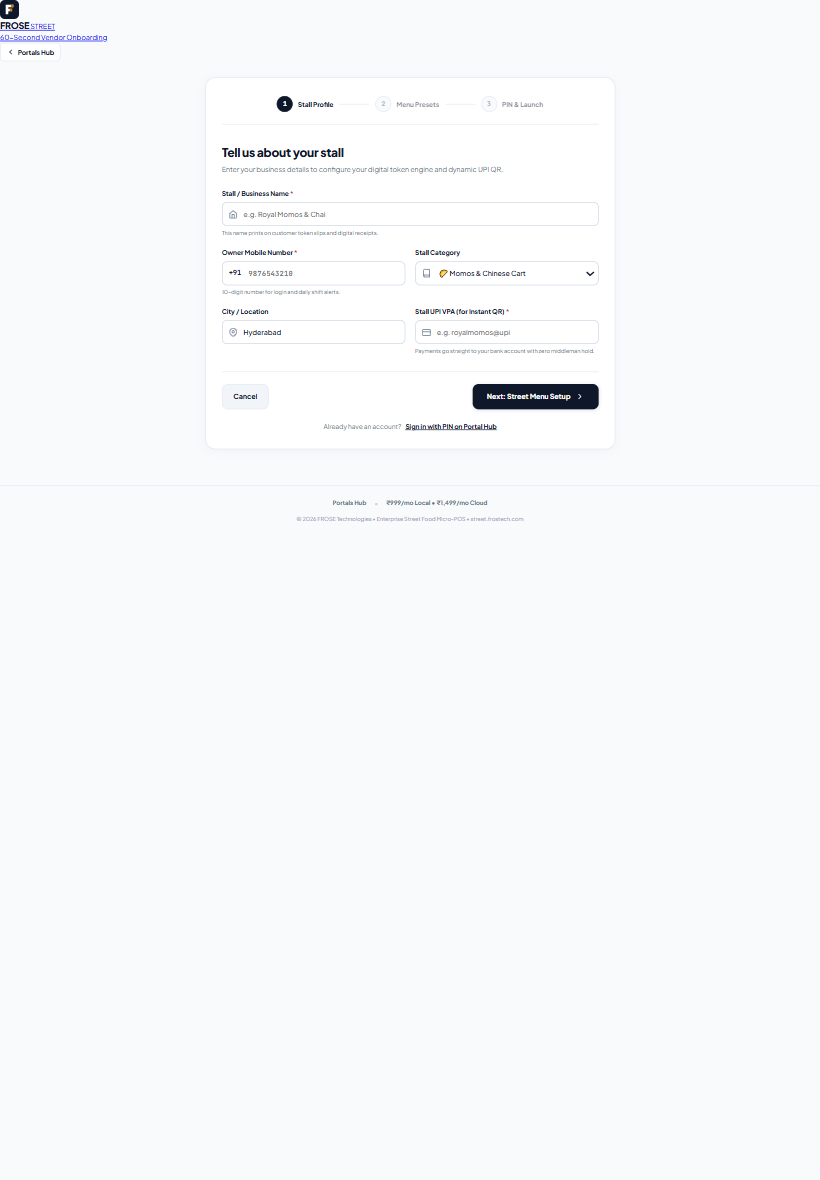 F
FROSE STREET
60-Second Vendor Onboarding
Portals Hub
1 Stall Profile 2 Menu Presets 3 PIN & Launch
Tell us about your stall
Enter your business details to configure your digital token engine and dynamic UPI QR.
Stall / Business Name *
e.g. Royal Momos & Chai
This name prints on customer token slips and digital receipts.
Owner Mobile Number * Stall Category
+91 9876543210 🥟 Momos & Chinese Cart
10-digit number for login and daily shift alerts.
City / Location Stall UPI VPA (for Instant QR) *
Hyderabad e.g. royalmomos@upi
Payments go straight to your bank account with zero middleman hold.
Cancel Next: Street Menu Setup
Already have an account? Sign in with PIN on Portal Hub
Portals Hub • ₹999/mo Local • ₹1,499/mo Cloud
© 2026 FROSE Technologies • Enterprise Street Food Micro-POS • street.frostech.com